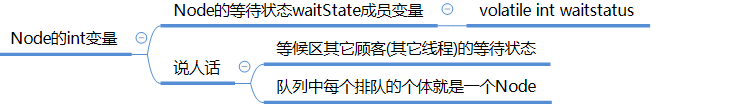 Node的int变量
Node的等待状态waitState成员变量
volatile int waitstatus
说人话
等候区其它顾客(其它线程)的等待状态
队列中每个排队的个体就是一个Node